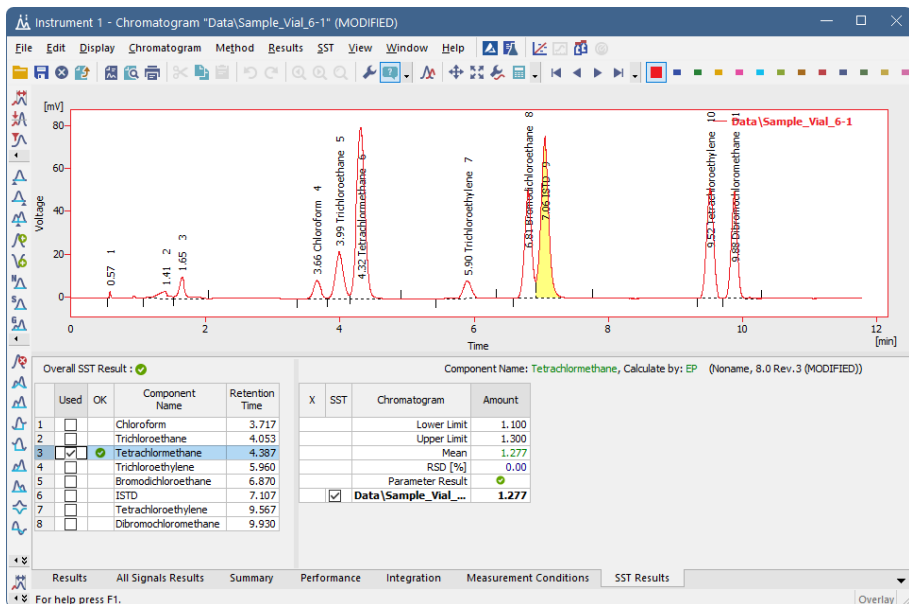 Instrument 1 - Chromatogram "Data\Sample_Vial_6-1" (MODIFIED)
File Edit Display Chromatogram Method Results SST View Window Help
[mV]
Data\Sample_Vial_6-1
80
60
40
20
0
Voltage
0.57 1
1.41 2
1.65 3
3.66 Chloroform 4
3.99 Trichloroethane 5
4.32 Tetrachlormethane 6
5.90 Trichloroethylene 7
6.81 Bromodichloroethane 8
7.06 ISTD 9
9.52 Tetrachloroethylene 10
9.88 Dibromochloromethane 11
0 2 4 6 8 10 12
Time
[min]
Overall SST Result :
Used OK Component Name Retention Time
1 Chloroform 3.717
2 Trichloroethane 4.053
3 Tetrachlormethane 4.387
4 Trichloroethylene 5.960
5 Bromodichloroethane 6.870
6 ISTD 7.107
7 Tetrachloroethylene 9.567
8 Dibromochloromethane 9.930
Component Name: Tetrachlormethane, Calculate by: EP (Noname, 8.0 Rev.3 (MODIFIED))
X SST Chromatogram Amount
Lower Limit 1.100
Upper Limit 1.300
Mean 1.277
RSD [%] 0.00
Parameter Result
Data\Sample_Vial_... 1.277
Results All Signals Results Summary Performance Integration Measurement Conditions SST Results
For help press F1.
Overlay